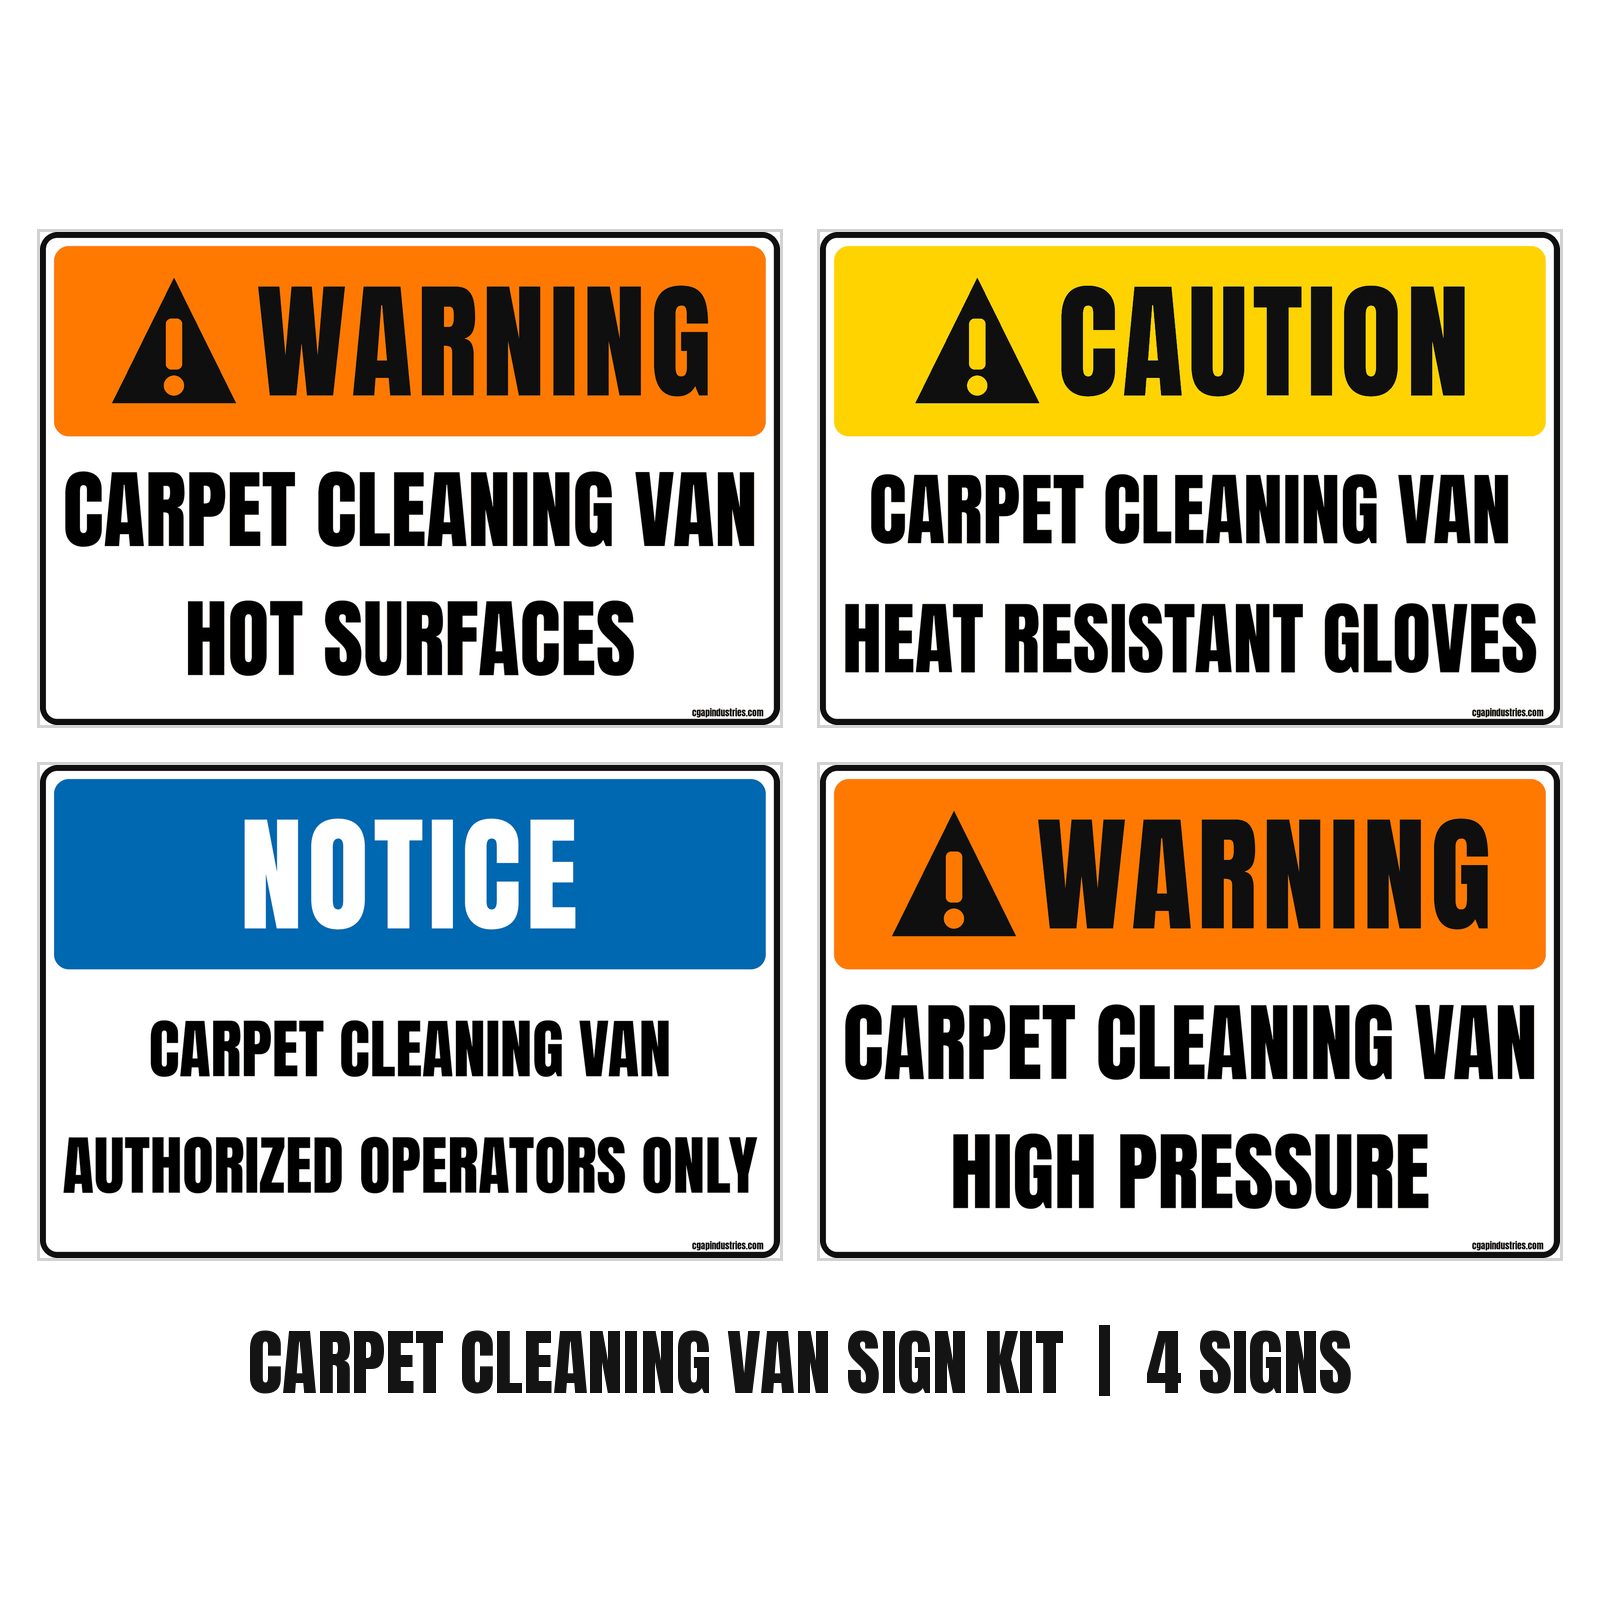 WARNING
CARPET CLEANING VAN
HOT SURFACES
cgapindustries.com
CAUTION
CARPET CLEANING VAN
HEAT RESISTANT GLOVES
cgapindustries.com
NOTICE
CARPET CLEANING VAN
AUTHORIZED OPERATORS ONLY
cgapindustries.com
WARNING
CARPET CLEANING VAN
HIGH PRESSURE
cgapindustries.com
CARPET CLEANING VAN SIGN KIT | 4 SIGNS